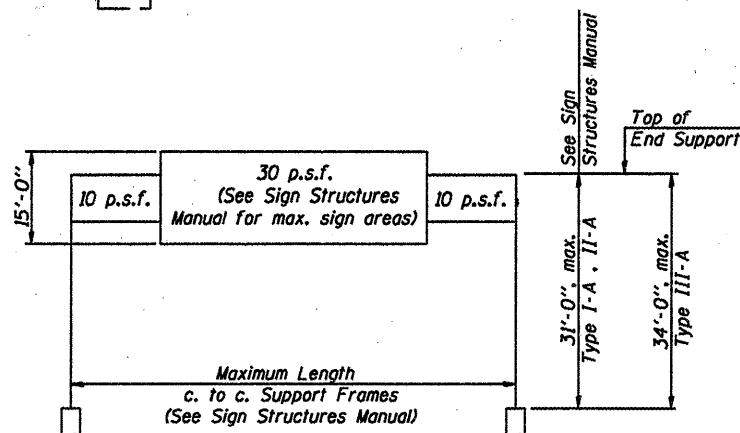 See Sign
Structures Manual
Top of
End Support
15'-0"
10 p.s.f.
30 p.s.f.
(See Sign Structures
Manual for max. sign areas)
10 p.s.f.
31'-0", max.
Type I-A , II-A
34'-0", max.
Type III-A
Maximum Length
c. to c. Support Frames
(See Sign Structures Manual)